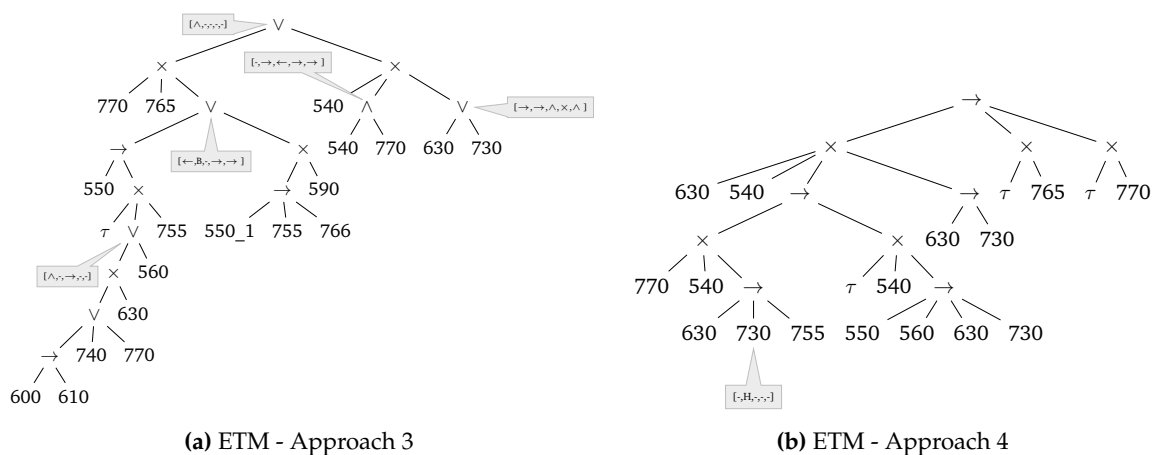 [∧,-,-,-,-] ∨
× [-,→,←,→,→ ] ×
770 765 ∨ 540 ∧ ∨ [→,→,∧,×,∧ ]
→ × 540 770 630 730
[←,B,-,→,→ ]
550 × → 590
τ ∨ 755 550_1 755 766
[∧,-,→,-,-] × 560
∨ 630
→ 740 770
600 610
(a) ETM - Approach 3
→
× × ×
630 540 → → τ 765 τ 770
× × 630 730
770 540 → τ 540 →
630 730 755 550 560 630 730
[-,H,-,-,-]
(b) ETM - Approach 4